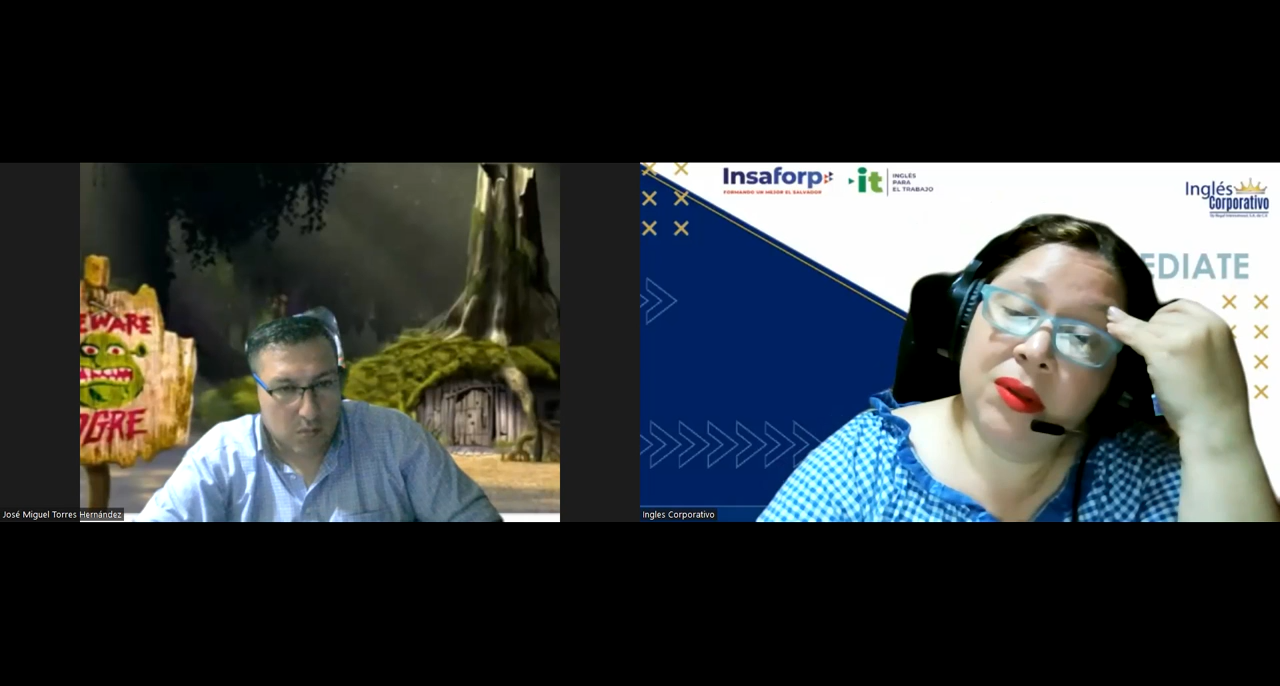 EWARE
OGRE
José Miguel Torres Hernández
Insaforp
FORMANDO UN MEJOR EL SALVADOR
it
INGLÉS
PARA
EL TRABAJO
Inglés
Corporativo
EDIATE
Ingles Corporativo